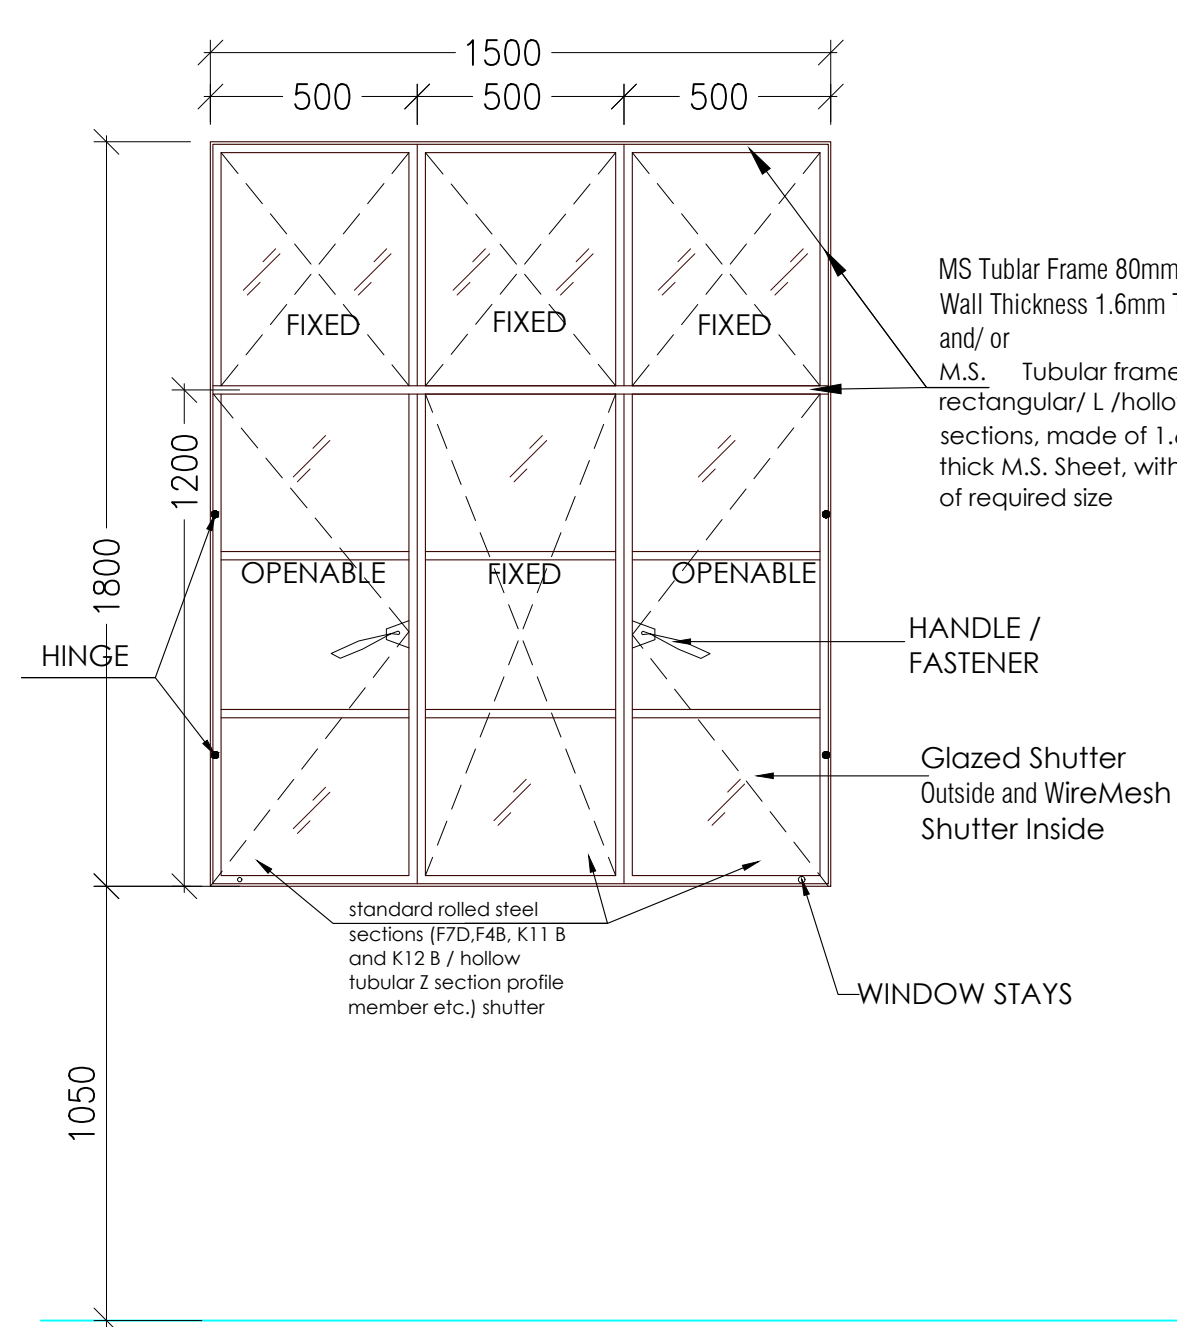 1500
500 500 500
FIXED FIXED FIXED
MS Tublar Frame 80mm
Wall Thickness 1.6mm
and/ or
M.S. Tubular frame
rectangular/ L /hollo
sections, made of 1.
thick M.S. Sheet, with
of required size
1200
1800
OPENABLE FIXED OPENABLE
HINGE
HANDLE /
FASTENER
Glazed Shutter
Outside and WireMesh
Shutter Inside
standard rolled steel
sections (F7D,F4B, K11 B
and K12 B / hollow
tubular Z section profile
member etc.) shutter
WINDOW STAYS
1050